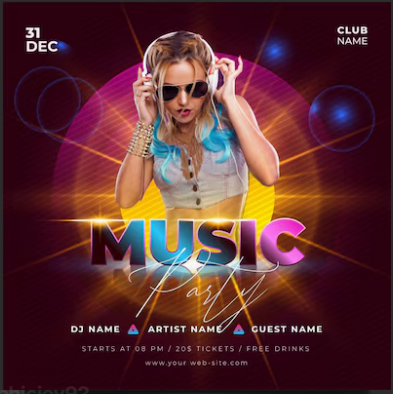 31
DEC
CLUB
NAME
MUSIC
Party
DJ NAME ARTIST NAME GUEST NAME
STARTS AT 08 PM / 20$ TICKETS / FREE DRINKS
www.your web-site.com